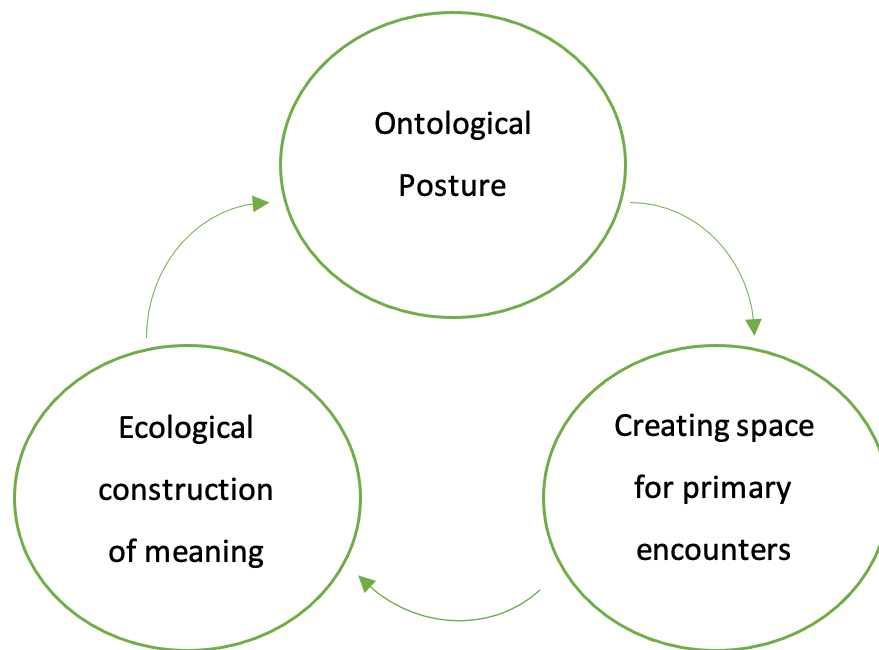 Ontological
Posture
Ecological
construction
of meaning
Creating space
for primary
encounters